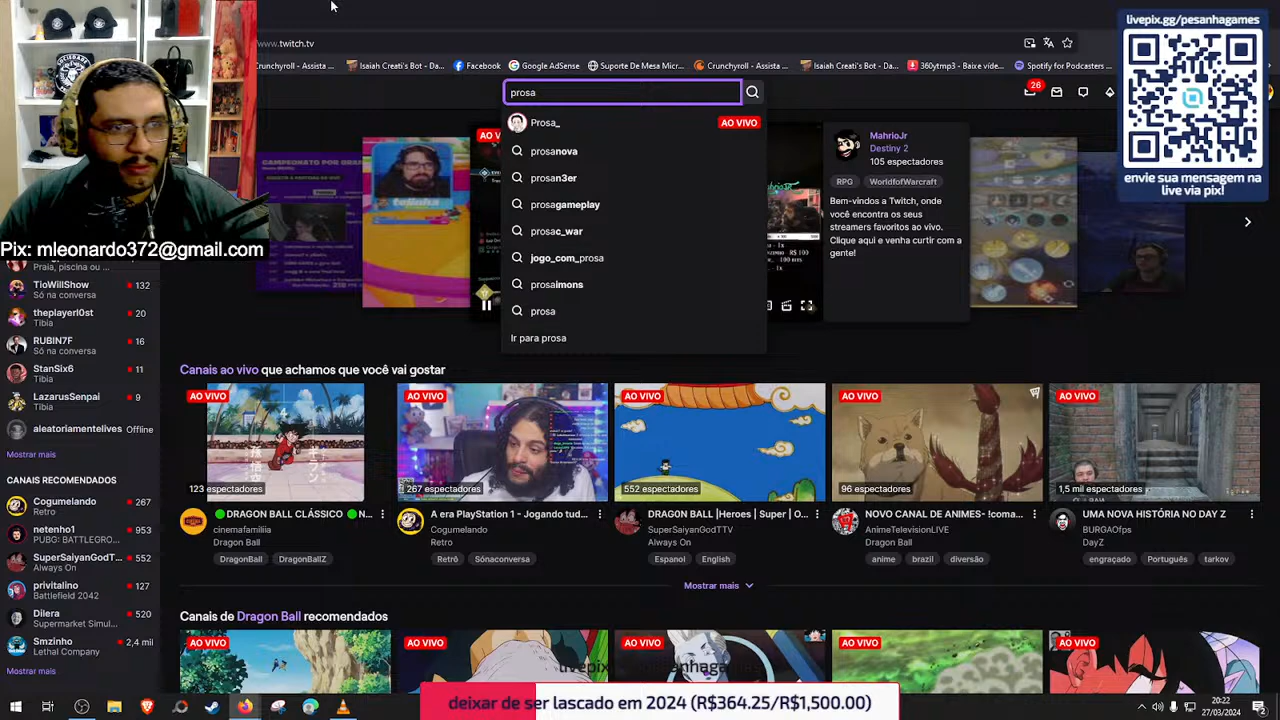 www.twitch.tv
Crunchyroll - Assista ...
Isaiah Creati's Bot - Da...
Facebook
Google AdSense
Suporte De Mesa Micr...
Crunchyroll - Assista ...
Isaiah Creati's Bot - Da...
360ytmp3 - Baixar Vi...
Spotify for Podcasters ...
livepix.gg/pesanhagames
envie sua mensagem na
live via pix!
26
prosa
Prosa_
AO VIVO
prosanova
prosan3er
prosagameplay
prosac_war
jogo_com_prosa
prosaimons
prosa
Ir para prosa
MahrioJr
Destiny 2
105 espectadores
RPG
WorldofWarcraft
Bem-vindos a Twitch, onde
você encontra os seus
streamers favoritos ao vivo.
Clique aqui e venha curtir com a
gente!
Pix: mleonardo372@gmail.com
Praia, piscina ou ...
TioWillShow
132
Só na conversa
theplayerl0st
20
Tibia
RUBIN7F
16
Só na conversa
StanSix6
11
Tibia
LazarusSenpai
9
Tibia
aleatoriamentelives
Offline
Mostrar mais
CANAIS RECOMENDADOS
Cogumelando
267
Retro
netenho1
953
PUBG: BATTLEGRO...
SuperSaiyanGodT...
552
Always On
privitalino
127
Battlefield 2042
Dilera
520
Supermarket Simul...
Smzinho
2,4 mil
Lethal Company
Mostrar mais
Canais ao vivo que achamos que você vai gostar
AO VIVO
123 espectadores
DRAGON BALL CLÁSSICO N...
cinemafamiliia
Dragon Ball
DragonBall
DragonBallZ
AO VIVO
267 espectadores
A era Playstation 1 - Jogando tud...
Cogumelando
Retro
Retrô
Sónaconversa
AO VIVO
552 espectadores
DRAGON BALL |Heroes | Super | O...
SuperSaiyanGodTTV
Always On
Espanol
English
AO VIVO
96 espectadores
NOVO CANAL DE ANIMES- !coma...
AnimeTelevisionLIVE
Dragon Ball
anime
brazil
diversão
AO VIVO
1,5 mil espectadores
UMA NOVA HISTÓRIA NO DAY Z
BURGAOfps
DayZ
engraçado
Português
tarkov
Mostrar mais
Canais de Dragon Ball recomendados
AO VIVO
AO VIVO
AO VIVO
AO VIVO
AO VIVO
deixar de ser lascado em 2024 (R$364.25/R$1,500.00)
20:22
27/03/2024
2